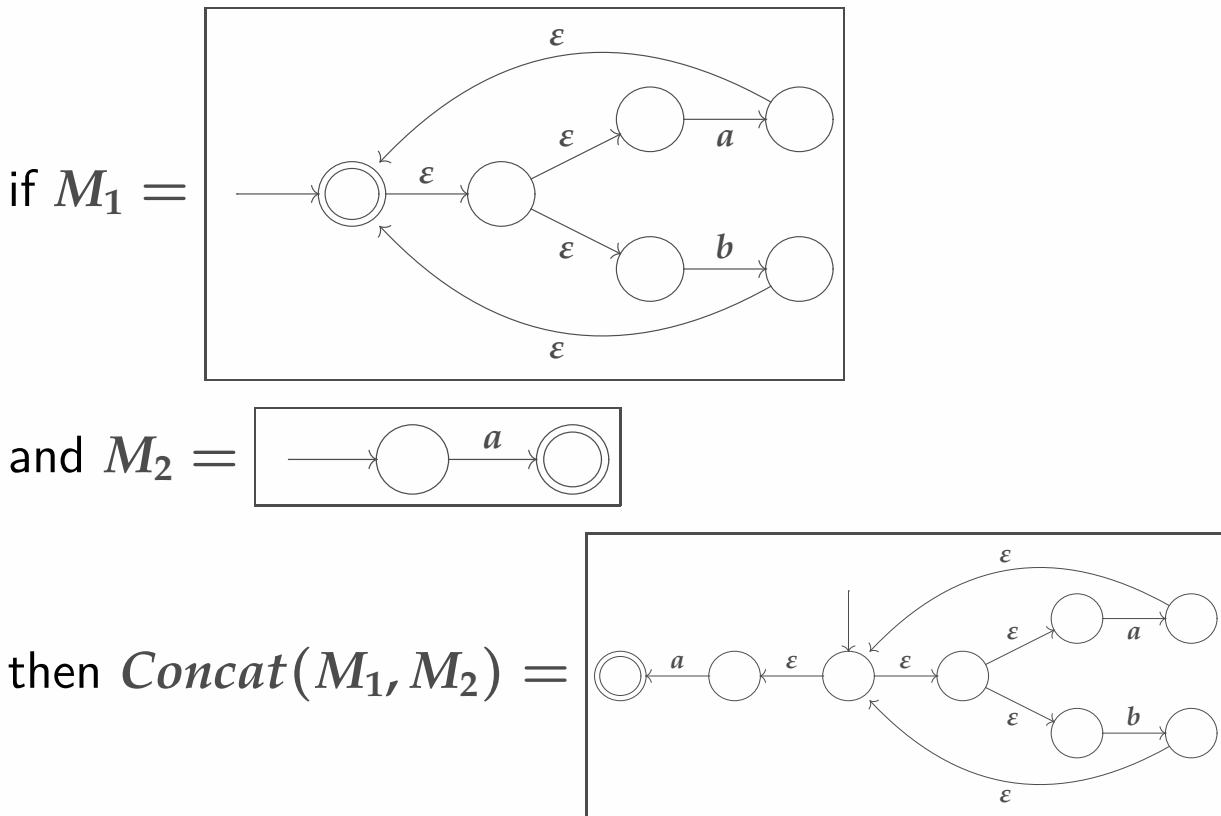 if M₁ =
ε
ε
ε
a
ε
b
ε
and M₂ =
a
then Concat(M₁, M₂) =
ε
a
ε
ε
ε
a
ε
b
ε